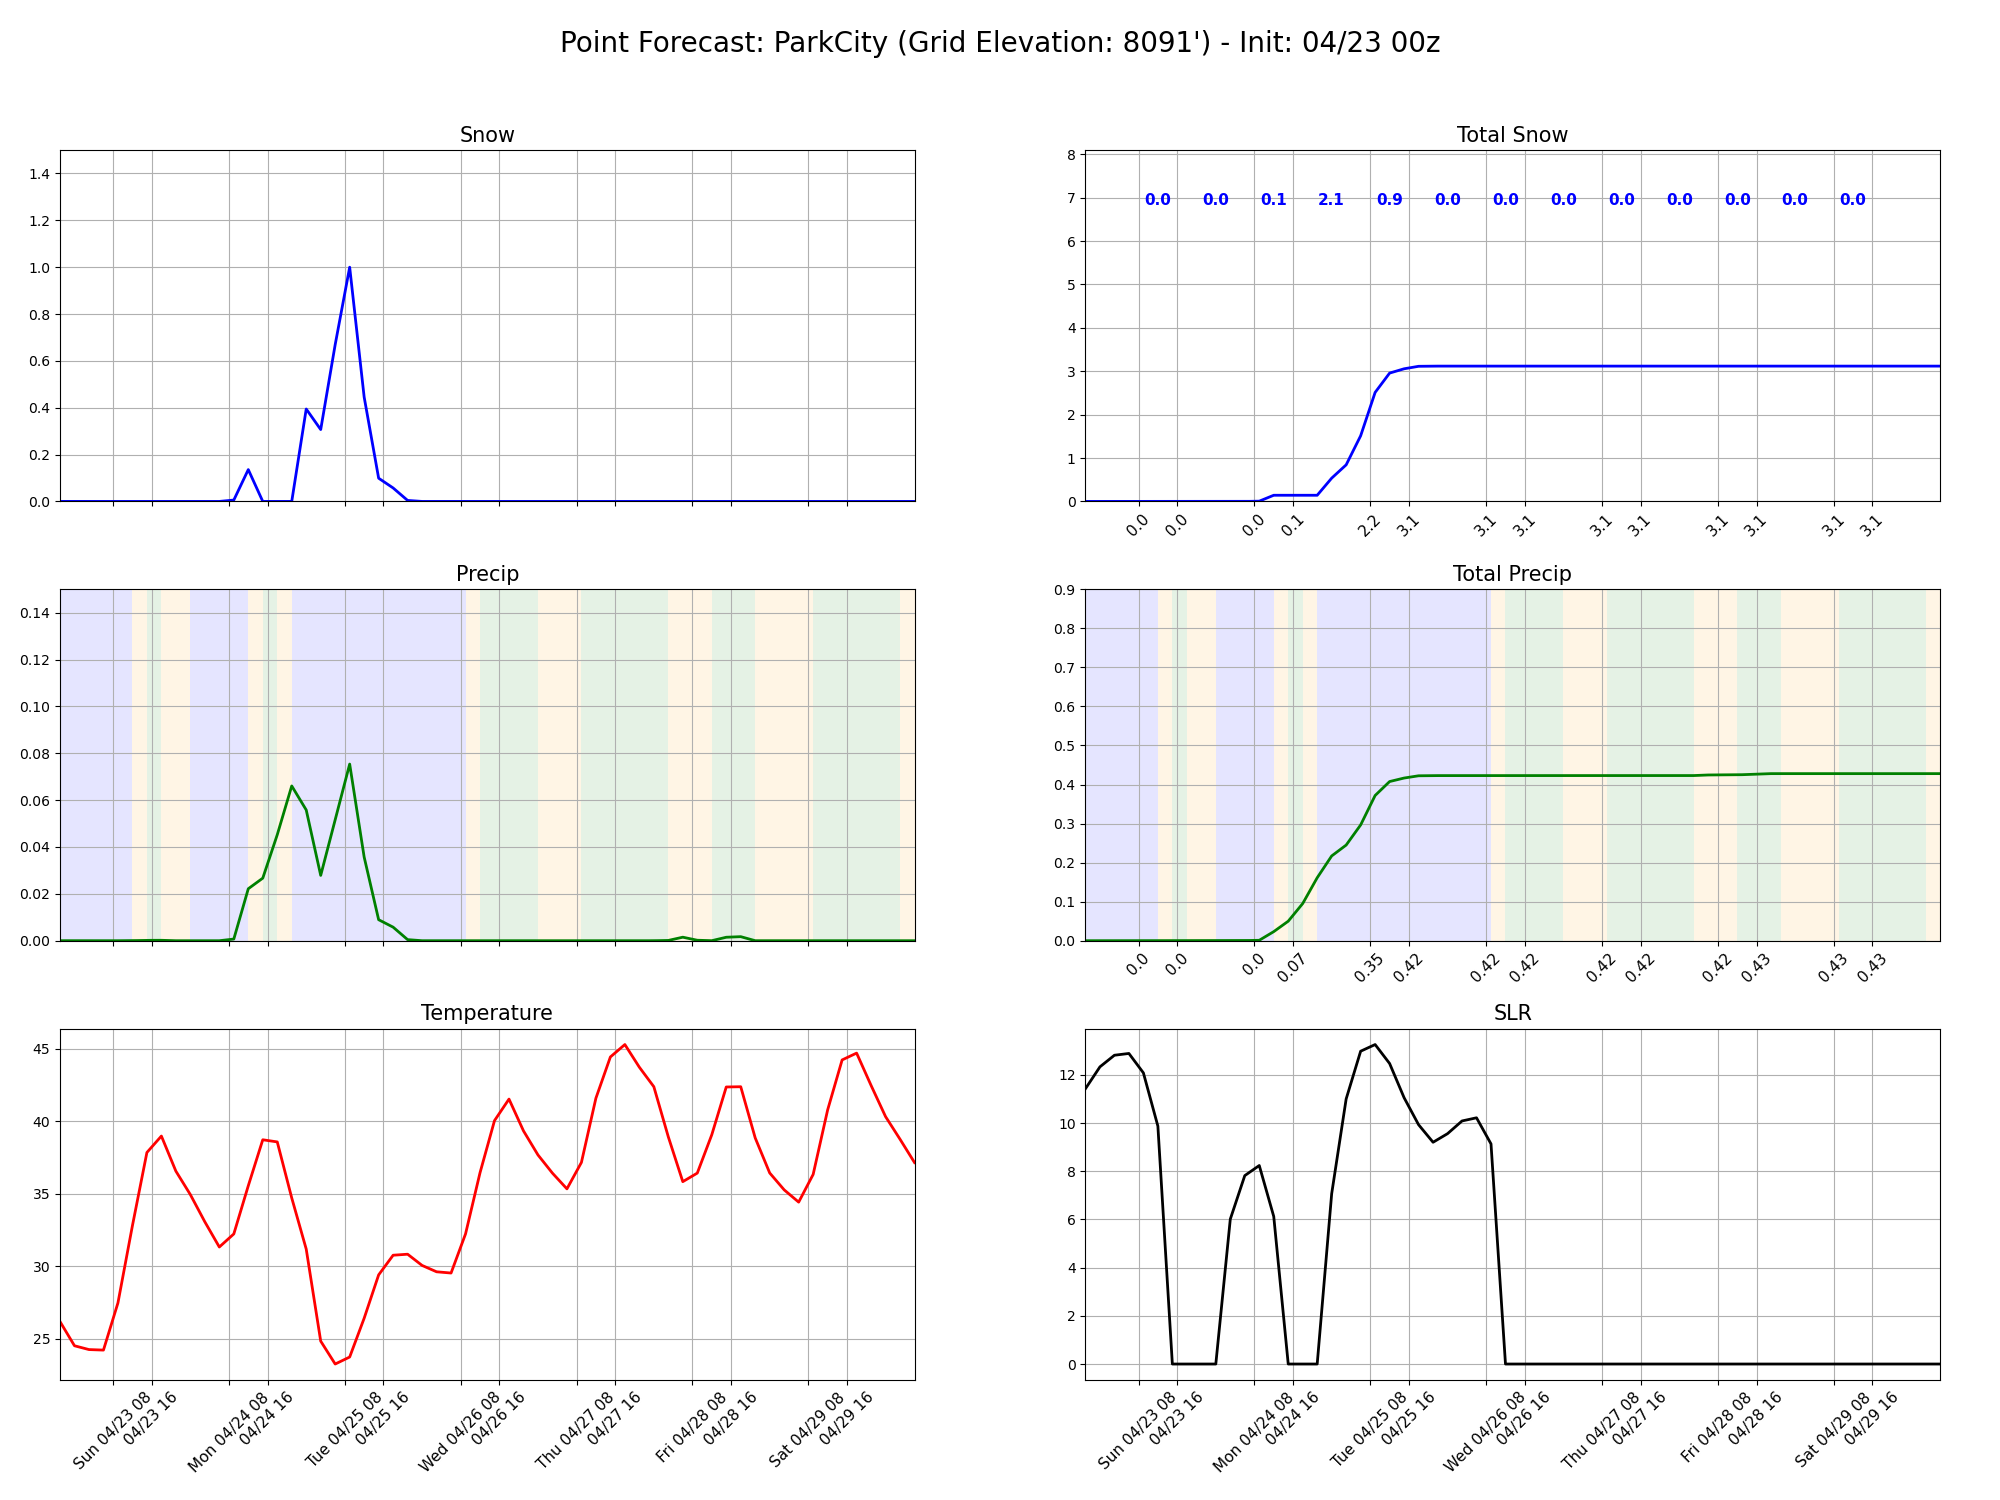 Point Forecast: ParkCity (Grid Elevation: 8091') - Init: 04/23 00z
Snow
1.4
1.2
1.0
0.8
0.6
0.4
0.2
0.0
Total Snow
8
7
6
5
4
3
2
1
0
0.0 0.0 0.1 2.1 0.9 0.0 0.0 0.0 0.0 0.0 0.0 0.0 0.0
0.0 0.0 0.0 0.1 2.2 3.1 3.1 3.1 3.1 3.1 3.1 3.1 3.1 3.1
Precip
0.14
0.12
0.10
0.08
0.06
0.04
0.02
0.00
Total Precip
0.9
0.8
0.7
0.6
0.5
0.4
0.3
0.2
0.1
0.0
0.0 0.0 0.0 0.07 0.35 0.42 0.42 0.42 0.42 0.42 0.42 0.43 0.43 0.43
Temperature
45
40
35
30
25
Sun 04/23 08
04/23 16
Mon 04/24 08
04/24 16
Tue 04/25 08
04/25 16
Wed 04/26 08
04/26 16
Thu 04/27 08
04/27 16
Fri 04/28 08
04/28 16
Sat 04/29 08
04/29 16
SLR
12
10
8
6
4
2
0
Sun 04/23 08
04/23 16
Mon 04/24 08
04/24 16
Tue 04/25 08
04/25 16
Wed 04/26 08
04/26 16
Thu 04/27 08
04/27 16
Fri 04/28 08
04/28 16
Sat 04/29 08
04/29 16